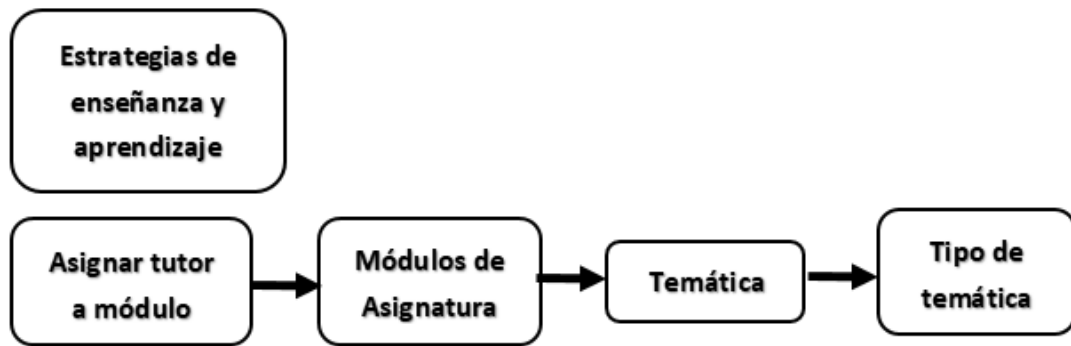 Estrategias de
enseñanza y
aprendizaje
Asignar tutor
a módulo
Módulos de
Asignatura
Temática
Tipo de
temática